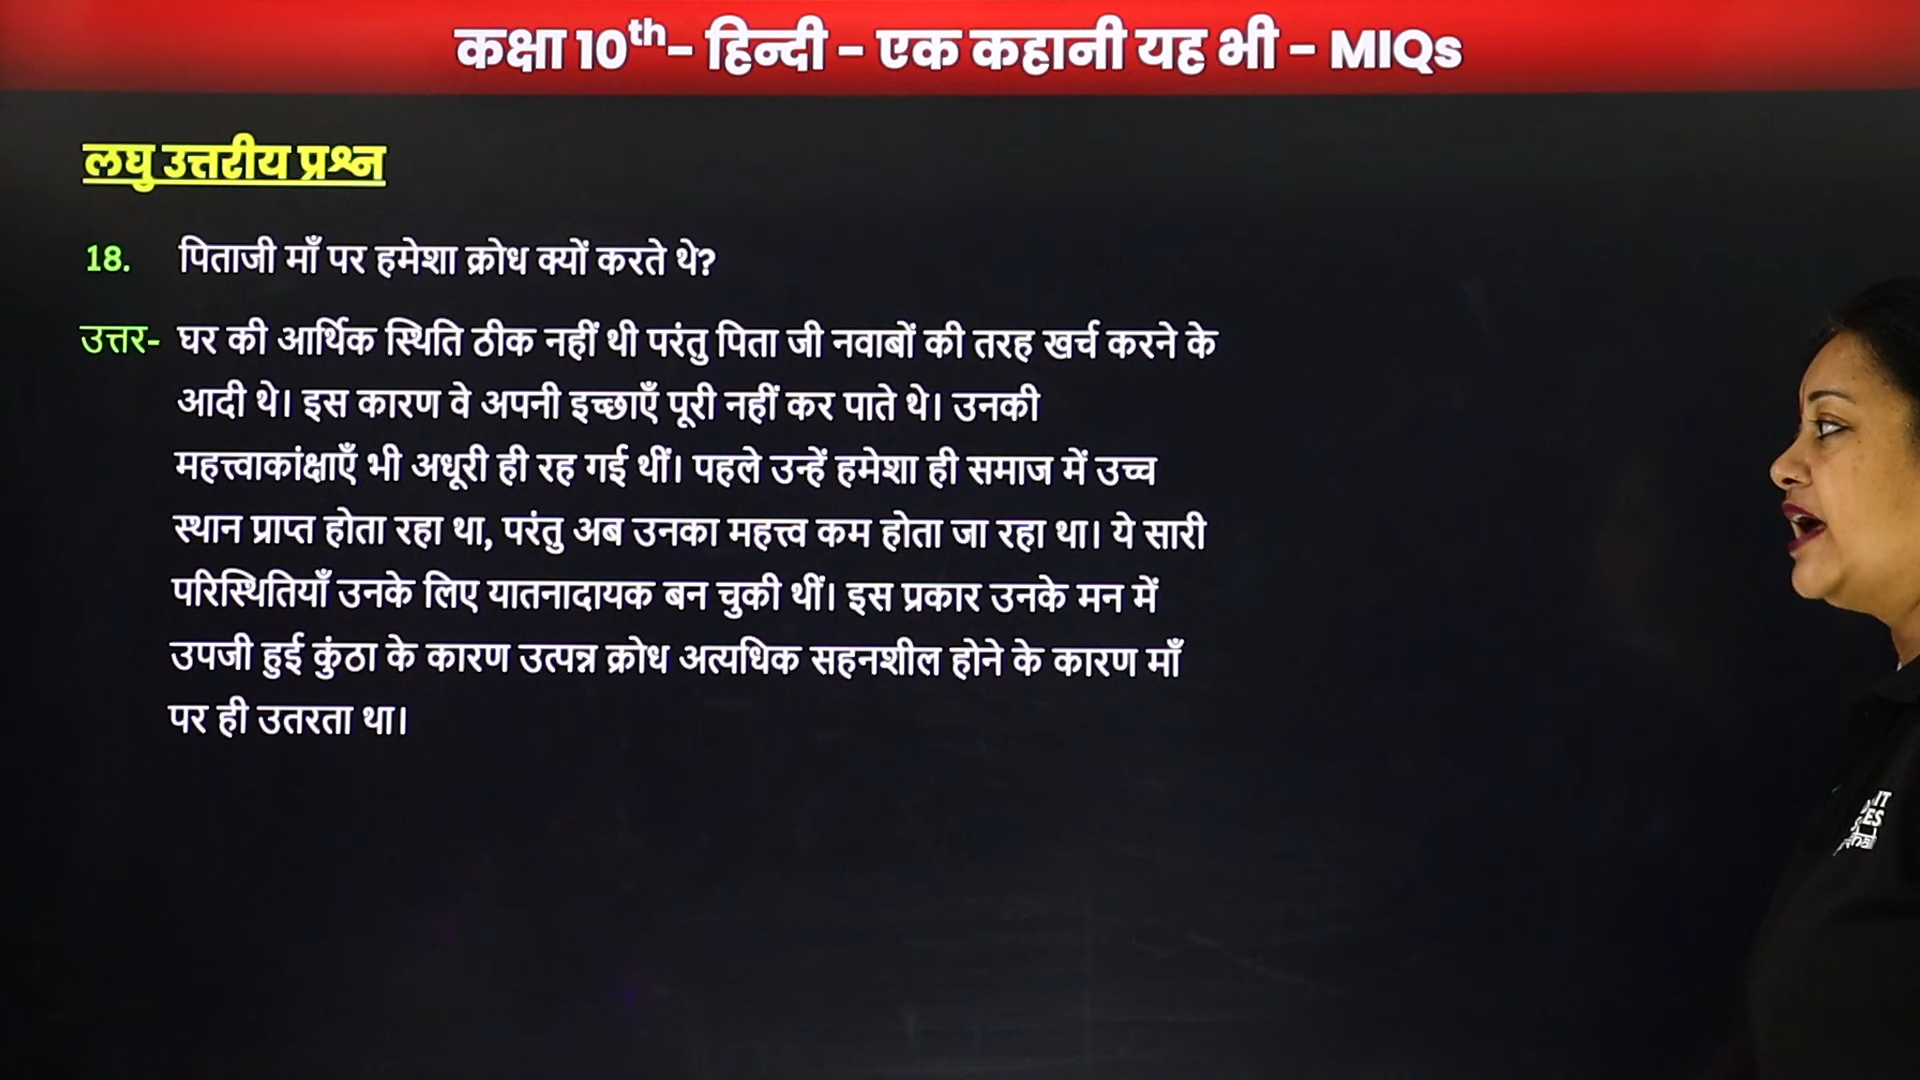 कक्षा 10th– हिन्दी – एक कहानी यह भी – MIQs
लघु उत्तरीय प्रश्न
18. पिताजी माँ पर हमेशा क्रोध क्यों करते थे?
उत्तर- घर की आर्थिक स्थिति ठीक नहीं थी परंतु पिता जी नवाबों की तरह खर्च करने के
आदी थे। इस कारण वे अपनी इच्छाएँ पूरी नहीं कर पाते थे। उनकी
महत्त्वाकांक्षाएँ भी अधूरी ही रह गई थीं। पहले उन्हें हमेशा ही समाज में उच्च
स्थान प्राप्त होता रहा था, परंतु अब उनका महत्त्व कम होता जा रहा था। ये सारी
परिस्थितियाँ उनके लिए यातनादायक बन चुकी थीं। इस प्रकार उनके मन में
उपजी हुई कुंठा के कारण उत्पन्न क्रोध अत्यधिक सहनशील होने के कारण माँ
पर ही उतरता था।